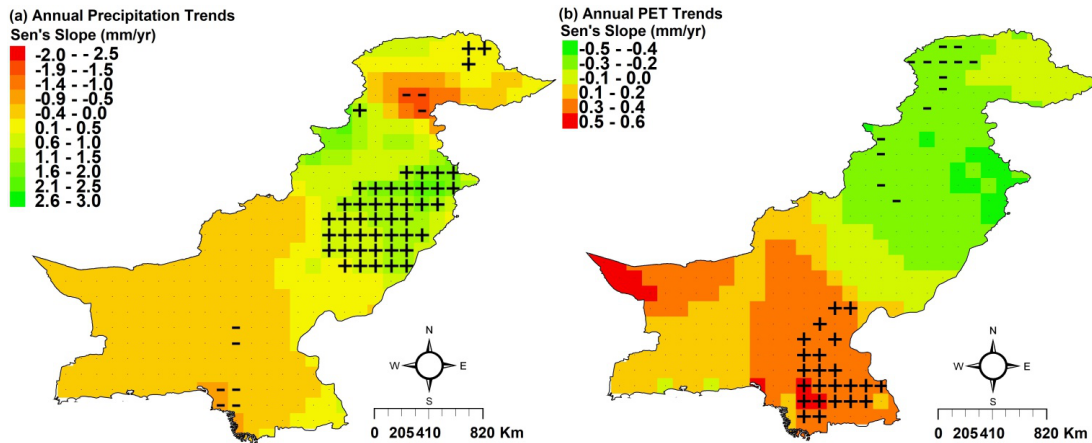 (a) Annual Precipitation Trends
Sen's Slope (mm/yr)
-2.0 - -2.5
-1.9 - -1.5
-1.4 - -1.0
-0.9 - -0.5
-0.4 - 0.0
0.1 - 0.5
0.6 - 1.0
1.1 - 1.5
1.6 - 2.0
2.1 - 2.5
2.6 - 3.0
N
W E
S
0 205 410 820 Km
(b) Annual PET Trends
Sen's Slope (mm/yr)
-0.5 - -0.4
-0.3 - -0.2
-0.1 - 0.0
0.1 - 0.2
0.3 - 0.4
0.5 - 0.6
N
W E
S
0 205 410 820 Km